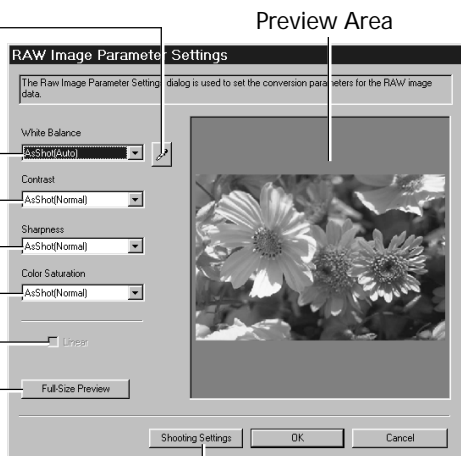 Preview Area
RAW Image Parameter Settings
The Raw Image Parameter Settings dialog is used to set the conversion parameters for the RAW image
data.
White Balance
AsShot(Auto)
Contrast
AsShot(Normal)
Sharpness
AsShot(Normal)
Color Saturation
AsShot(Normal)
Linear
Full-Size Preview
Shooting Settings
OK
Cancel